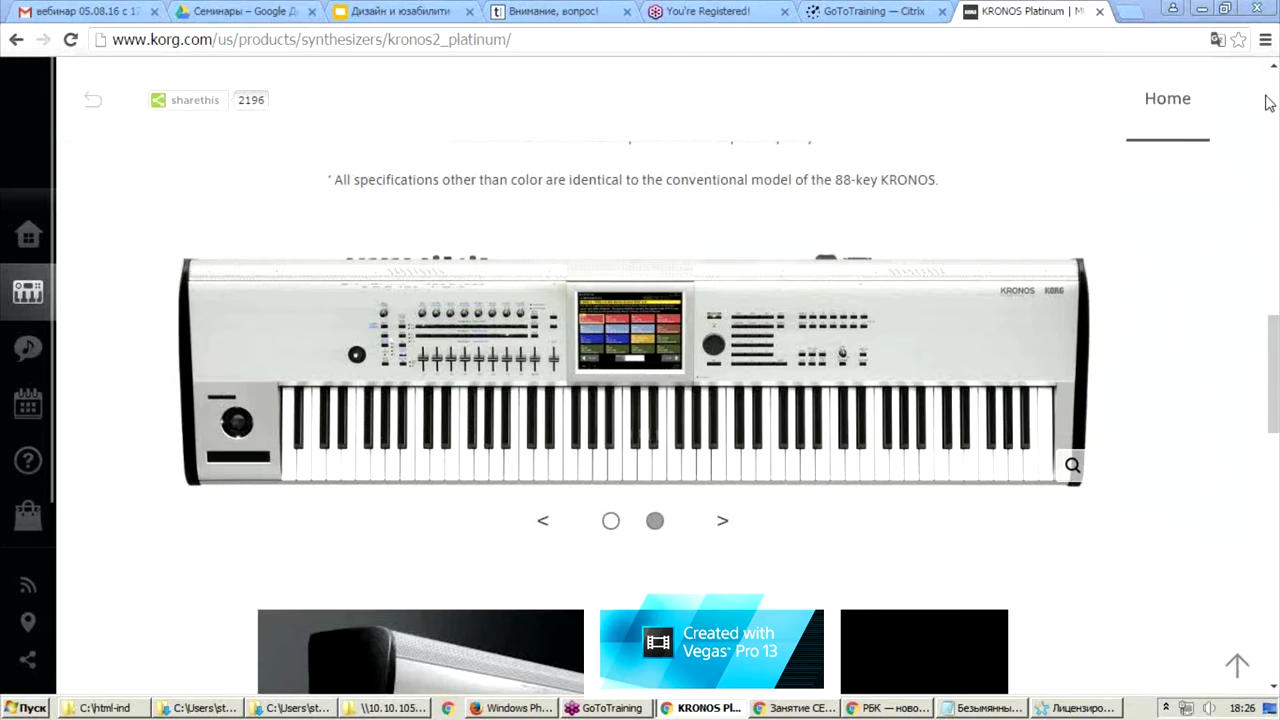 вебинар 05.08.16 с 17
Семинары – Google Д
Дизайн и юзабилити
Внимание, вопрос!
You're Registered!
GoToTraining — Citrix
KRONOS Platinum | M
www.korg.com/us/products/synthesizers/kronos2_platinum/
sharethis
2196
Home
* All specifications other than color are identical to the conventional model of the 88-key KRONOS.
KRONOS KORG
< >
Created with
Vegas™ Pro 13
Пуск
C:\html-ind
C:\Users\st...
C:\Users\st...
\\10.10.105...
Windows Ph...
GoToTraining
KRONOS Pl...
Занятие CE...
РБК — ново...
Безымянны...
Лицензиро...
18:26